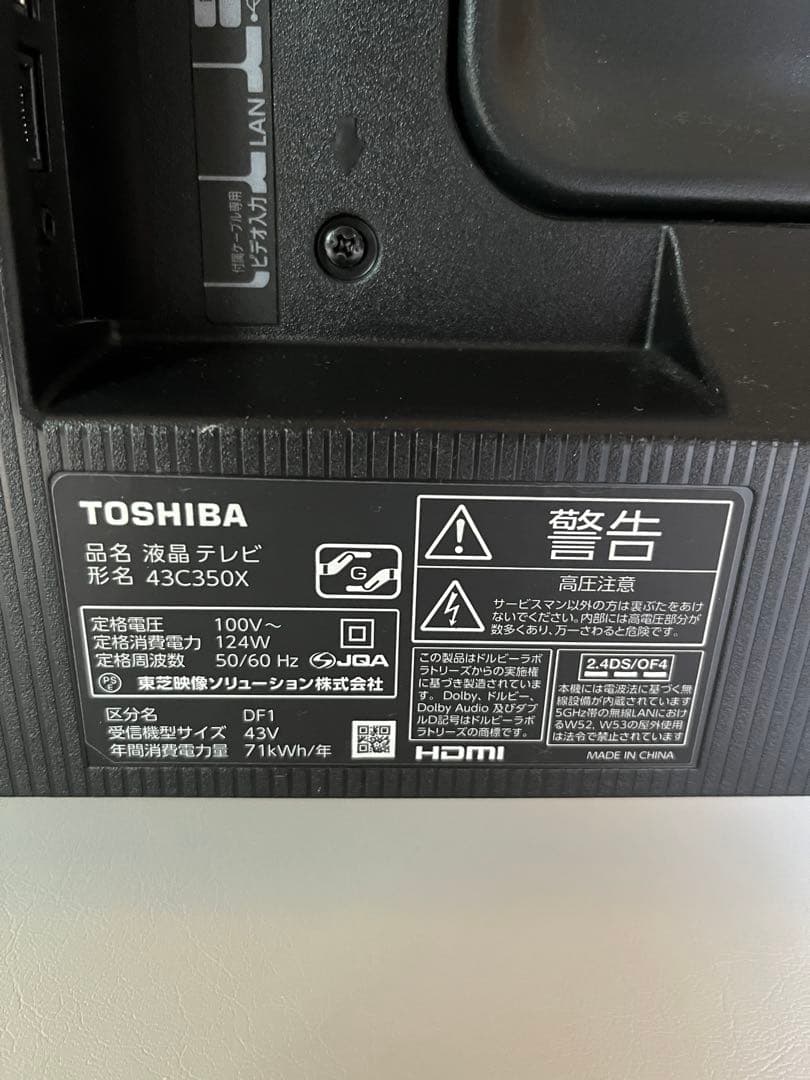 LAN
付属ケーブル専用
ビデオ入力
TOSHIBA
品名 液晶テレビ
形名 43C350X
G
定格電圧 100V～
定格消費電力 124W
定格周波数 50/60 Hz
JQA
PS
E
東芝映像ソリューション株式会社
区分名 DF1
受信機型サイズ 43V
年間消費電力量 71kWh/年
警告
高圧注意
サービスマン以外の方は裏ぶたをあけ
ないでください。内部には高電圧部分が
数多くあり、万一さわると危険です。
この製品はドルビーラボ
ラトリーズからの実施権
に基づき製造されていま
す。Dolby、ドルビー、
Dolby Audio 及びダブ
ルD記号はドルビーラボ
ラトリーズの商標です。
HDMI
2.4DS/OF4
本機には電波法に基づく無
線設備が内蔵されています
5GHz帯の無線LANにおけ
るW52、W53の屋外使用
は法令で禁止されています
MADE IN CHINA